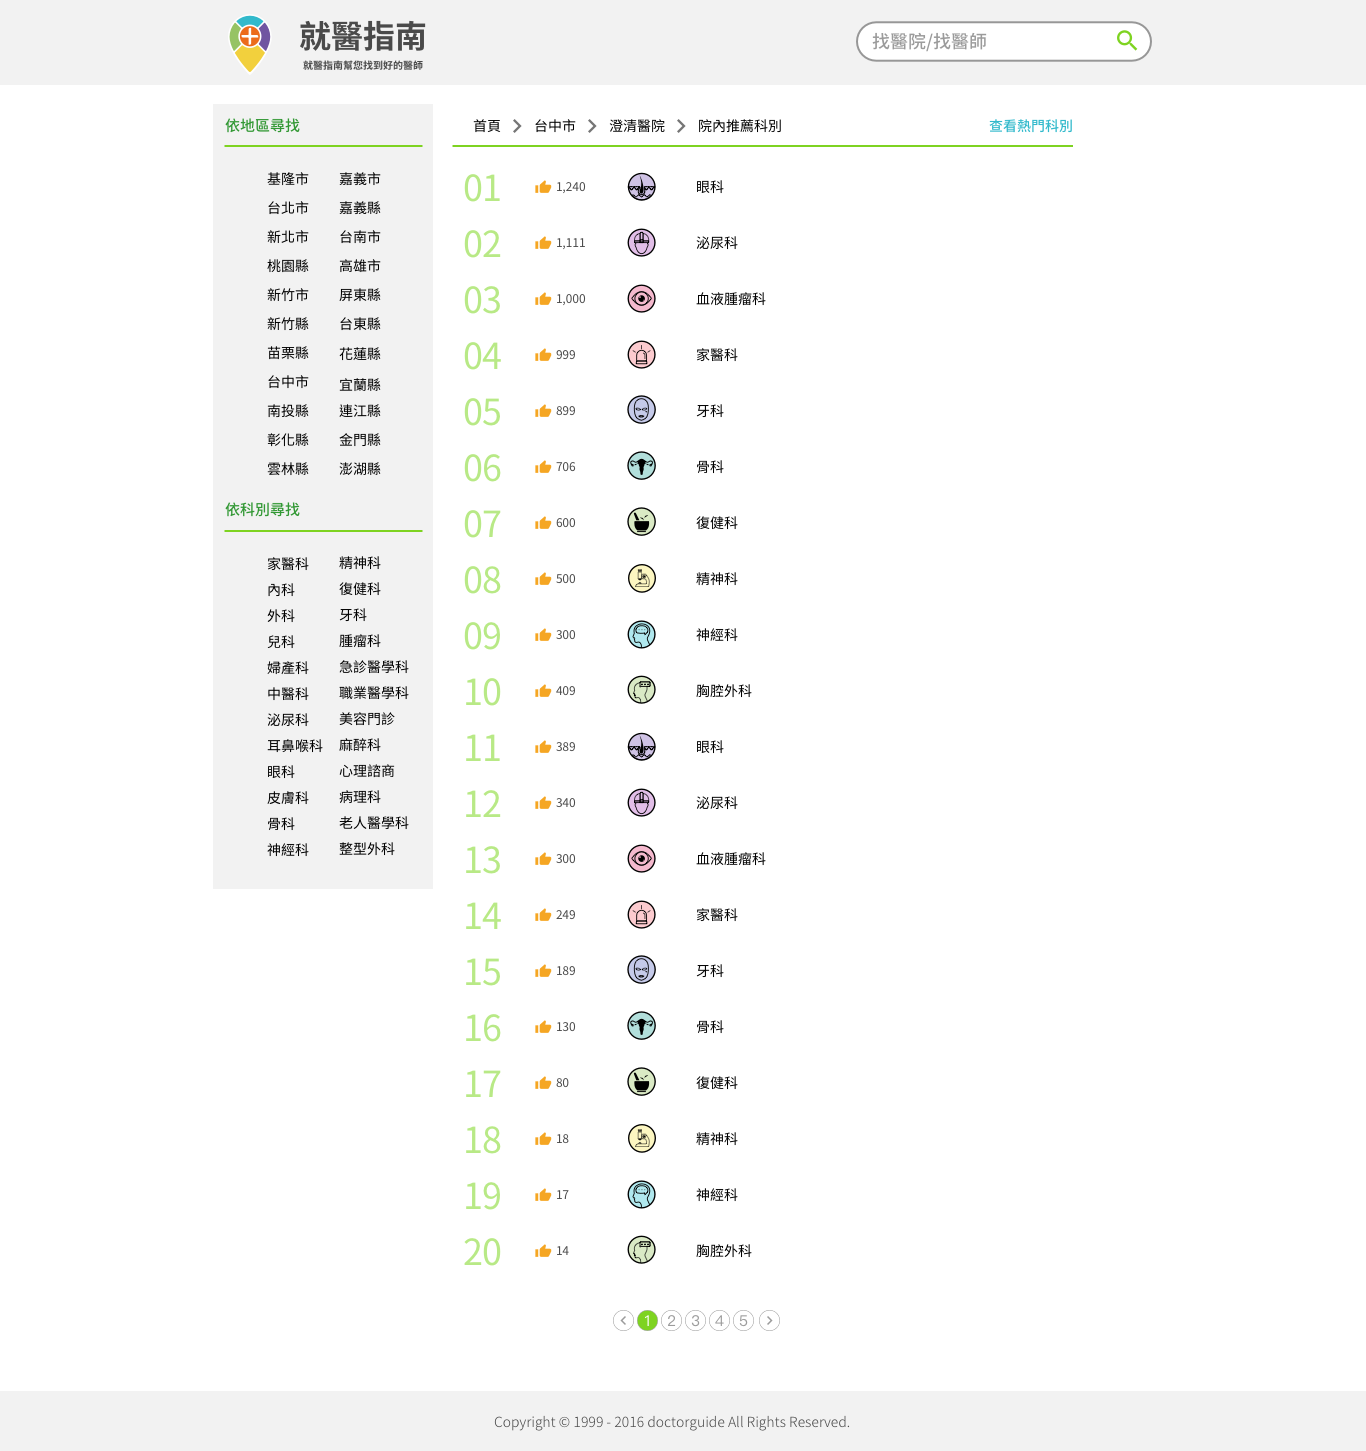 就醫指南
就醫指南幫您找到好的醫師
找醫院/找醫師
依地區尋找
基隆市 嘉義市
台北市 嘉義縣
新北市 台南市
桃園縣 高雄市
新竹市 屏東縣
新竹縣 台東縣
苗栗縣 花蓮縣
台中市 宜蘭縣
南投縣 連江縣
彰化縣 金門縣
雲林縣 澎湖縣
依科別尋找
家醫科 精神科
內科 復健科
外科 牙科
兒科 腫瘤科
婦產科 急診醫學科
中醫科 職業醫學科
泌尿科 美容門診
耳鼻喉科 麻醉科
眼科 心理諮商
皮膚科 病理科
骨科 老人醫學科
神經科 整型外科
首頁 台中市 澄清醫院 院內推薦科別 查看熱門科別
01 1,240 眼科
02 1,111 泌尿科
03 1,000 血液腫瘤科
04 999 家醫科
05 899 牙科
06 706 骨科
07 600 復健科
08 500 精神科
09 300 神經科
10 409 胸腔外科
11 389 眼科
12 340 泌尿科
13 300 血液腫瘤科
14 249 家醫科
15 189 牙科
16 130 骨科
17 80 復健科
18 18 精神科
19 17 神經科
20 14 胸腔外科
1 2 3 4 5
Copyright © 1999 - 2016 doctorguide All Rights Reserved.